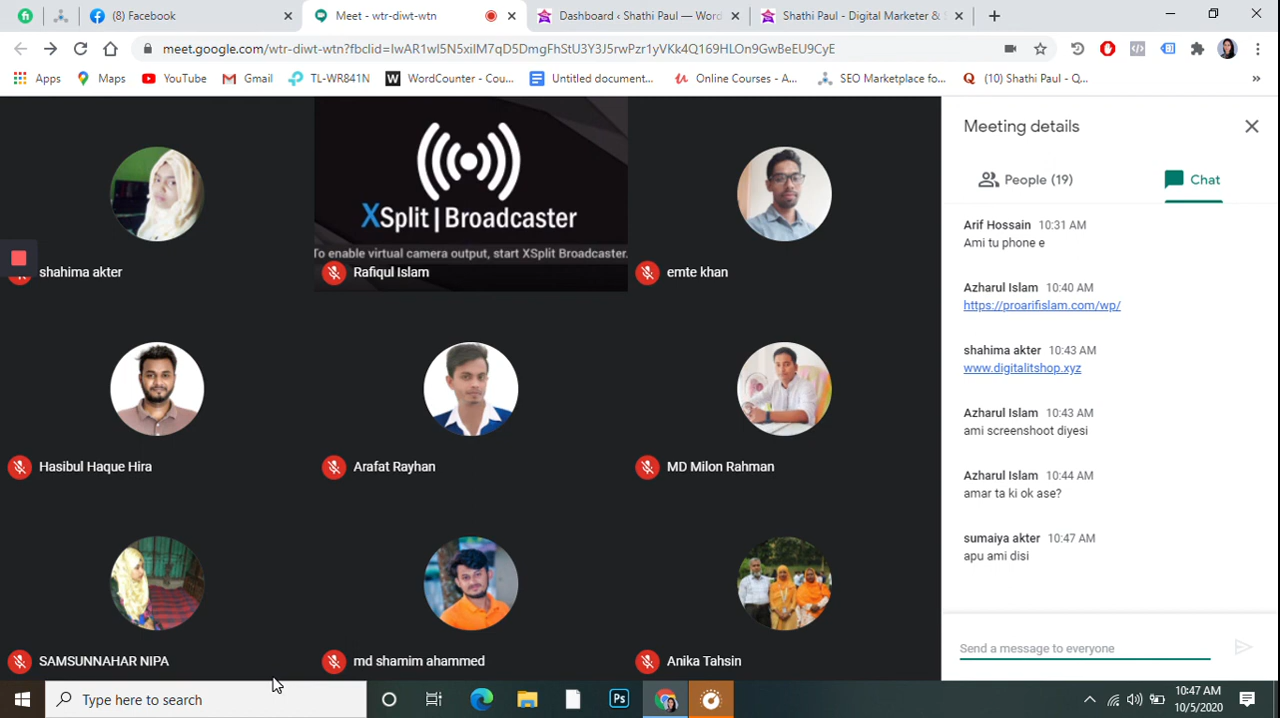 (8) Facebook
Meet - wtr-diwt-wtn
Dashboard ‹ Shathi Paul — Word
Shathi Paul - Digital Marketer &
meet.google.com/wtr-diwt-wtn?fbclid=IwAR1wI5N5xiIM7qD5DmgFhStU3Y3J5rwPzr1yVKk4Q169HLOn9GwBeEU9CyE
Apps
Maps
YouTube
Gmail
TL-WR841N
WordCounter - Cou...
Untitled document...
Online Courses - A...
SEO Marketplace fo...
(10) Shathi Paul - Q...
XSplit | Broadcaster
To enable virtual camera output, start XSplit Broadcaster.
shahima akter
Rafiqul Islam
emte khan
Hasibul Haque Hira
Arafat Rayhan
MD Milon Rahman
SAMSUNNAHAR NIPA
md shamim ahammed
Anika Tahsin
Meeting details
People (19)
Chat
Arif Hossain 10:31 AM
Ami tu phone e
Azharul Islam 10:40 AM
https://proarifislam.com/wp/
shahima akter 10:43 AM
www.digitalitshop.xyz
Azharul Islam 10:43 AM
ami screenshoot diyesi
Azharul Islam 10:44 AM
amar ta ki ok ase?
sumaiya akter 10:47 AM
apu ami disi
Send a message to everyone
Type here to search
Ps
10:47 AM
10/5/2020